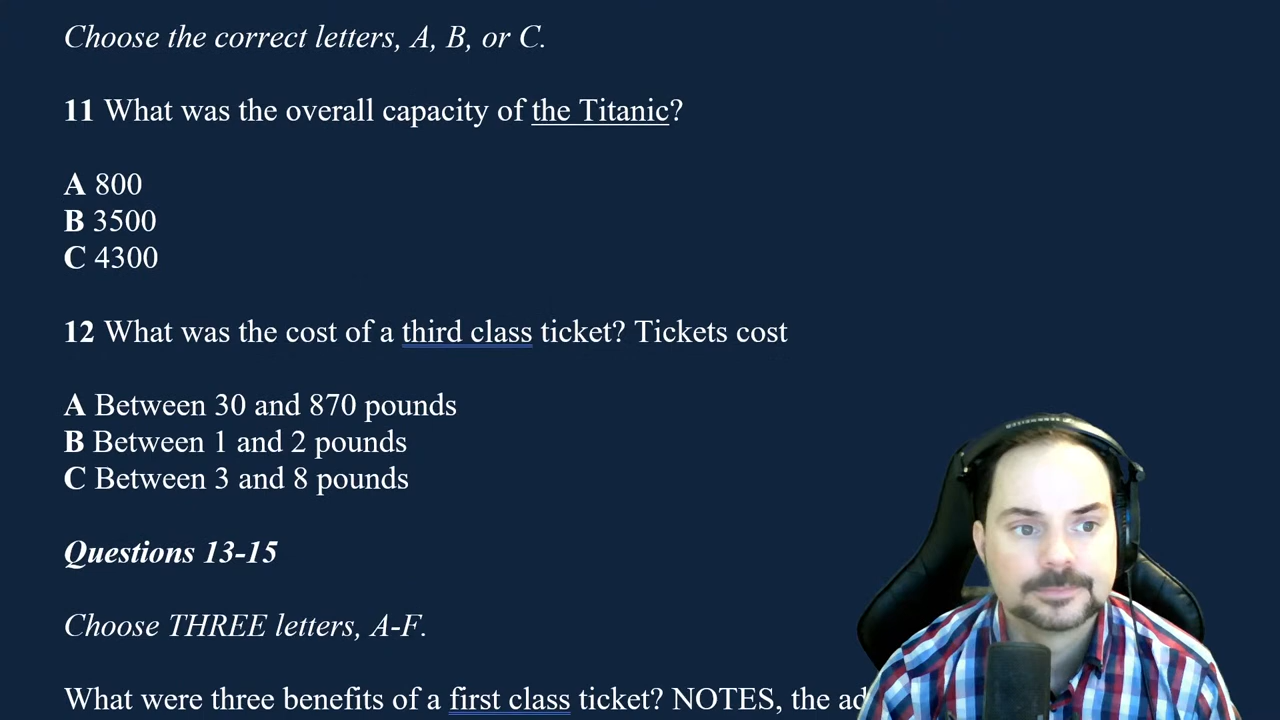 Choose the correct letters, A, B, or C.
11 What was the overall capacity of the Titanic?
A 800
B 3500
C 4300
12 What was the cost of a third class ticket? Tickets cost
A Between 30 and 870 pounds
B Between 1 and 2 pounds
C Between 3 and 8 pounds
Questions 13-15
Choose THREE letters, A-F.
What were three benefits of a first class ticket? NOTES, the